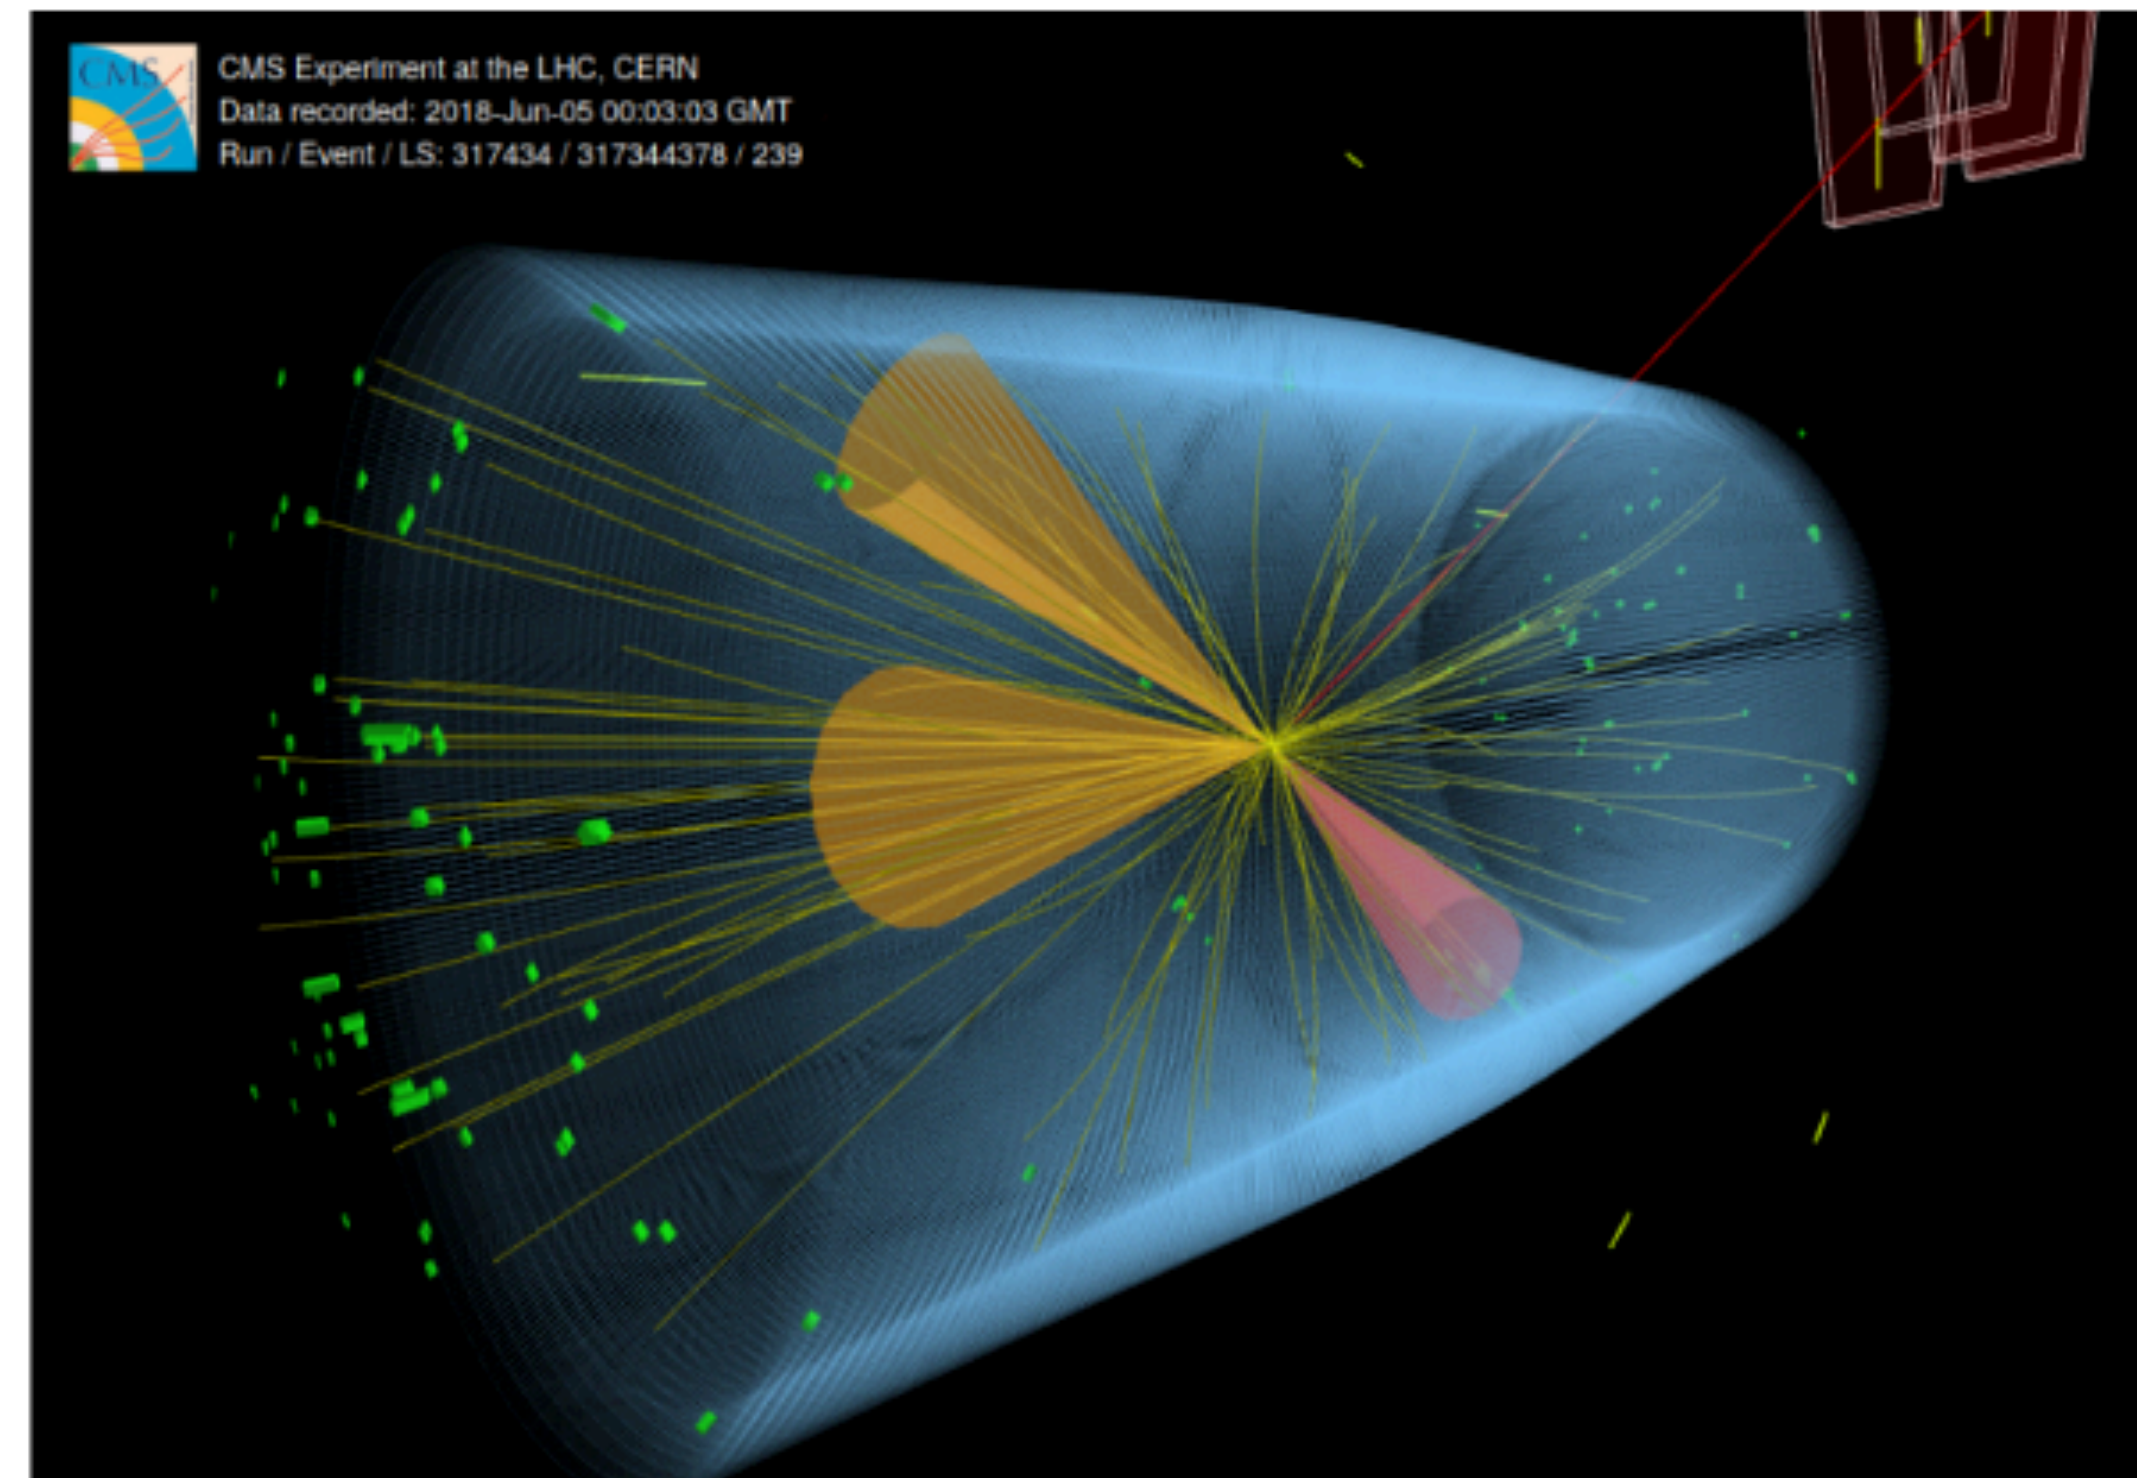 CMS
CMS Experiment at the LHC, CERN
Data recorded: 2018-Jun-05 00:03:03 GMT
Run / Event / LS: 317434 / 317344378 / 239